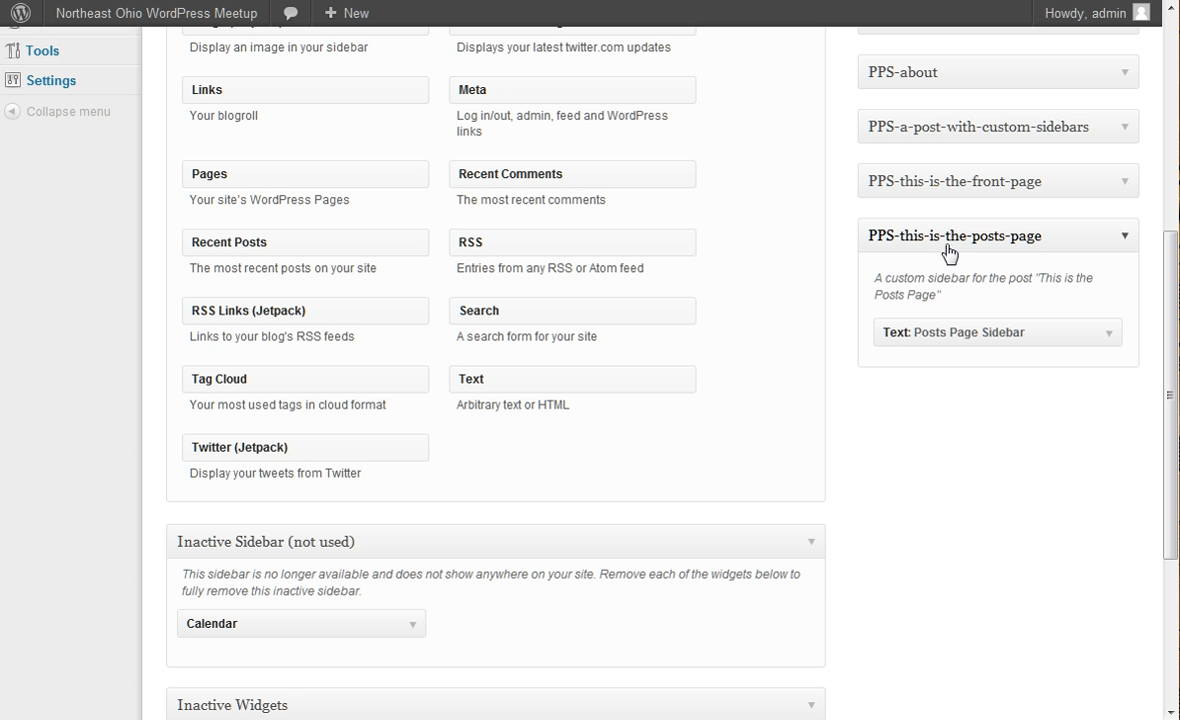 Northeast Ohio WordPress Meetup
New
Howdy, admin
Tools
Settings
Collapse menu
Display an image in your sidebar
Displays your latest twitter.com updates
Links
Your blogroll
Meta
Log in/out, admin, feed and WordPress
links
Pages
Your site's WordPress Pages
Recent Comments
The most recent comments
Recent Posts
The most recent posts on your site
RSS
Entries from any RSS or Atom feed
RSS Links (Jetpack)
Links to your blog's RSS feeds
Search
A search form for your site
Tag Cloud
Your most used tags in cloud format
Text
Arbitrary text or HTML
Twitter (Jetpack)
Display your tweets from Twitter
Inactive Sidebar (not used)
This sidebar is no longer available and does not show anywhere on your site. Remove each of the widgets below to
fully remove this inactive sidebar.
Calendar
Inactive Widgets
PPS-about
PPS-a-post-with-custom-sidebars
PPS-this-is-the-front-page
PPS-this-is-the-posts-page
A custom sidebar for the post "This is the
Posts Page"
Text: Posts Page Sidebar